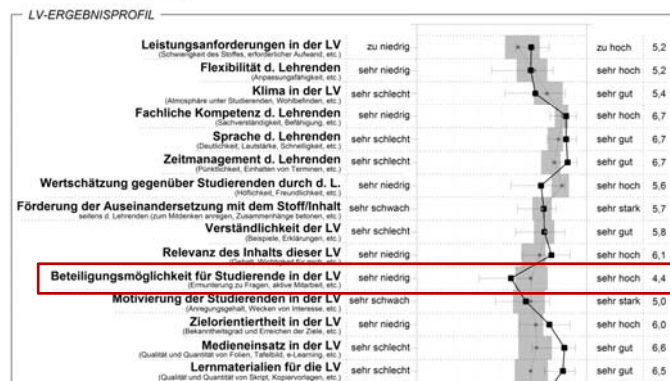 LV-ERGEBNISPROFIL
Leistungsanforderungen in der LV zu niedrig zu hoch 5,2
(Schwierigkeit des Stoffes, erforderlicher Aufwand, etc.)
Flexibilität d. Lehrenden sehr niedrig sehr hoch 5,2
(Anpassungsfähigkeit, etc.)
Klima in der LV sehr schlecht sehr gut 5,4
(Atmosphäre unter Studierenden, Wohlbefinden, etc.)
Fachliche Kompetenz d. Lehrenden sehr niedrig sehr hoch 6,7
(Sachverständigkeit, Befähigung, etc.)
Sprache d. Lehrenden sehr schlecht sehr gut 6,7
(Deutlichkeit, Lautstärke, Schnelligkeit, etc.)
Zeitmanagement d. Lehrenden sehr schlecht sehr gut 6,7
(Pünktlichkeit, Einhalten von Terminen, etc.)
Wertschätzung gegenüber Studierenden durch d. L. sehr niedrig sehr hoch 5,6
(Höflichkeit, Freundlichkeit, etc.)
Förderung der Auseinandersetzung mit dem Stoff/Inhalt sehr schwach sehr stark 5,7
seitens d. Lehrenden (zum Mitdenken anregen, Zusammenhänge betonen, etc.)
Verständlichkeit der LV sehr schlecht sehr gut 5,8
(Beispiele, Erklärungen, etc.)
Relevanz des Inhalts dieser LV sehr niedrig sehr hoch 6,1
Beteiligungsmöglichkeit für Studierende in der LV sehr niedrig sehr hoch 4,4
(Ermunterung zu Fragen, aktive Mitarbeit, etc.)
Motivierung der Studierenden in der LV sehr schwach sehr stark 5,0
(Anregungsgehalt, Wecken von Interesse, etc.)
Zielorientiertheit in der LV sehr niedrig sehr hoch 6,0
(Bekanntheitsgrad und Erreichen der Ziele, etc.)
Medieneinsatz in der LV sehr schlecht sehr gut 6,6
(Qualität und Quantität von Folien, Tafelbild, e-Learning, etc.)
Lernmaterialien für die LV sehr schlecht sehr gut 6,5
(Qualität und Quantität von Skript, Kopiervorlagen, etc.)